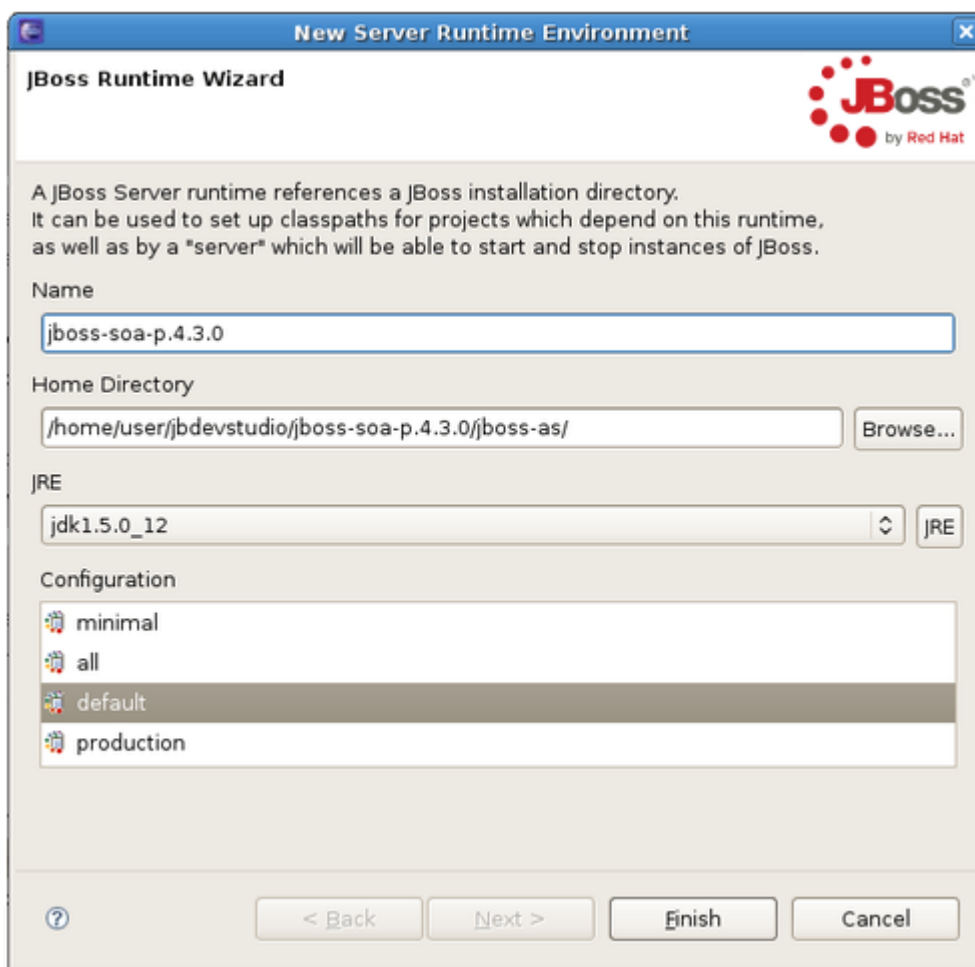 New Server Runtime Environment
JBoss Runtime Wizard
JBoss®
by Red Hat
A JBoss Server runtime references a JBoss installation directory.
It can be used to set up classpaths for projects which depend on this runtime,
as well as by a "server" which will be able to start and stop instances of JBoss.
Name
jboss-soa-p.4.3.0
Home Directory
/home/user/jbdevstudio/jboss-soa-p.4.3.0/jboss-as/
Browse...
JRE
jdk1.5.0_12
JRE
Configuration
minimal
all
default
production
< Back
Next >
Finish
Cancel